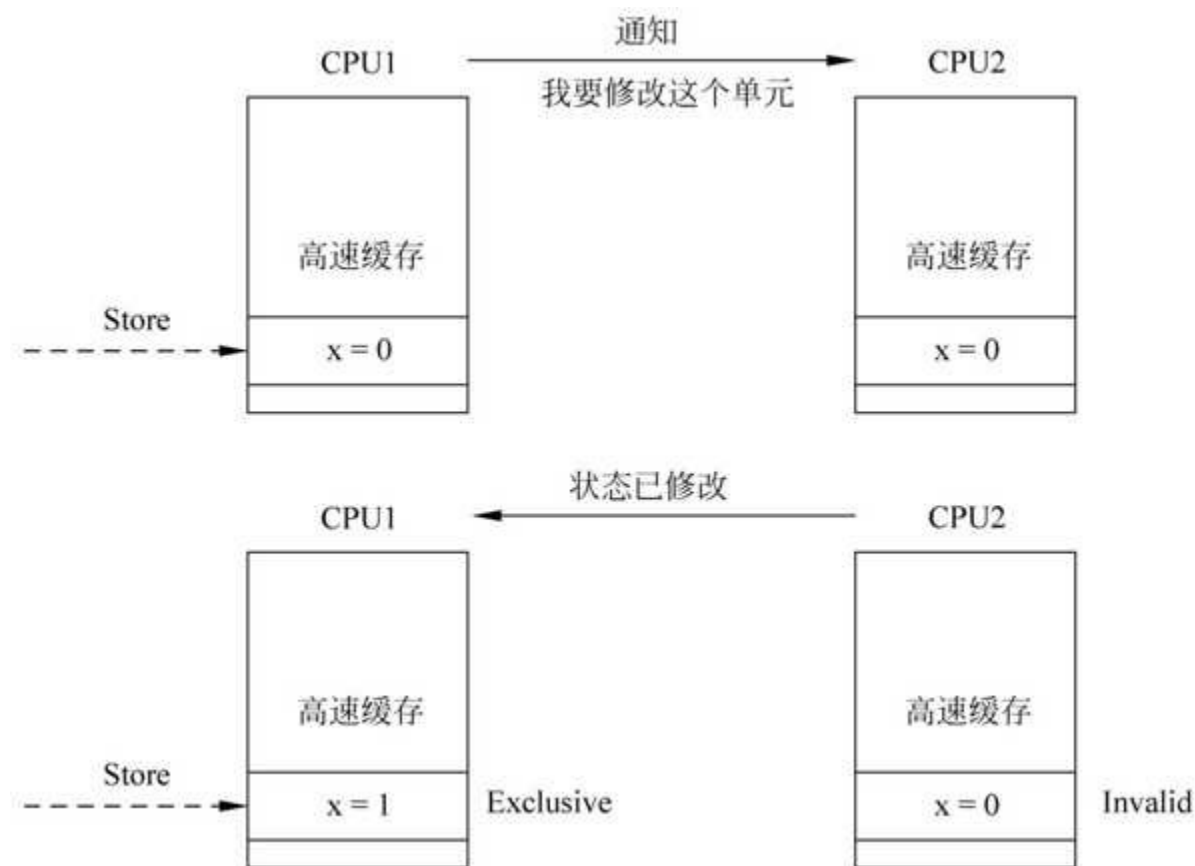 通知
CPU1
CPU2
我要修改这个单元
高速缓存
高速缓存
Store
x = 0
x = 0
状态已修改
CPU1
CPU2
高速缓存
高速缓存
Store
x = 1
Exclusive
x = 0
Invalid